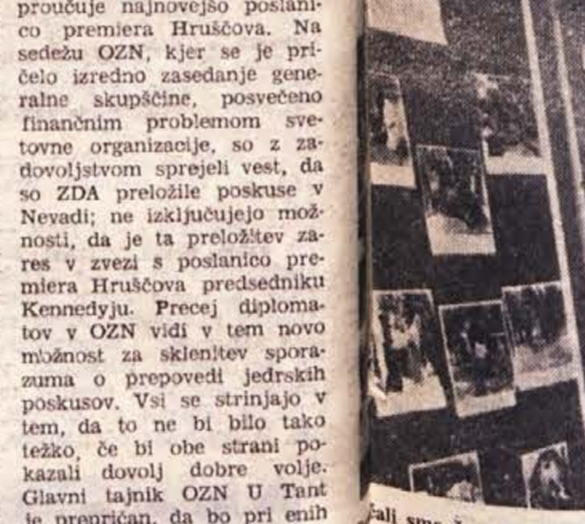 proučuje najnovejšo poslani-
co premiera Hruščova. Na
sedežu OZN, kjer se je pri-
čelo izredno zasedanje gene-
ralne skupščine, posvečeno
finančnim problemom sve-
tovne organizacije, so z za-
dovoljstvom sprejeli vest, da
so ZDA preložile poskuse v
Nevadi; ne izključujejo mož-
nosti, da je ta preložitev za-
res v zvezi s poslanico pre-
miera Hruščova predsedniku
Kennedyju. Precej diploma-
tov v OZN vidi v tem novo
možnost za sklenitev spora-
zuma o prepovedi jedrskih
poskusov. Vsi se strinjajo v
tem, da to ne bi bilo tako
težko, če bi obe strani po-
kazali dovolj dobre volje.
Glavni tajnik OZN U Tant
je prepričan, da bo pri enih
čali smo